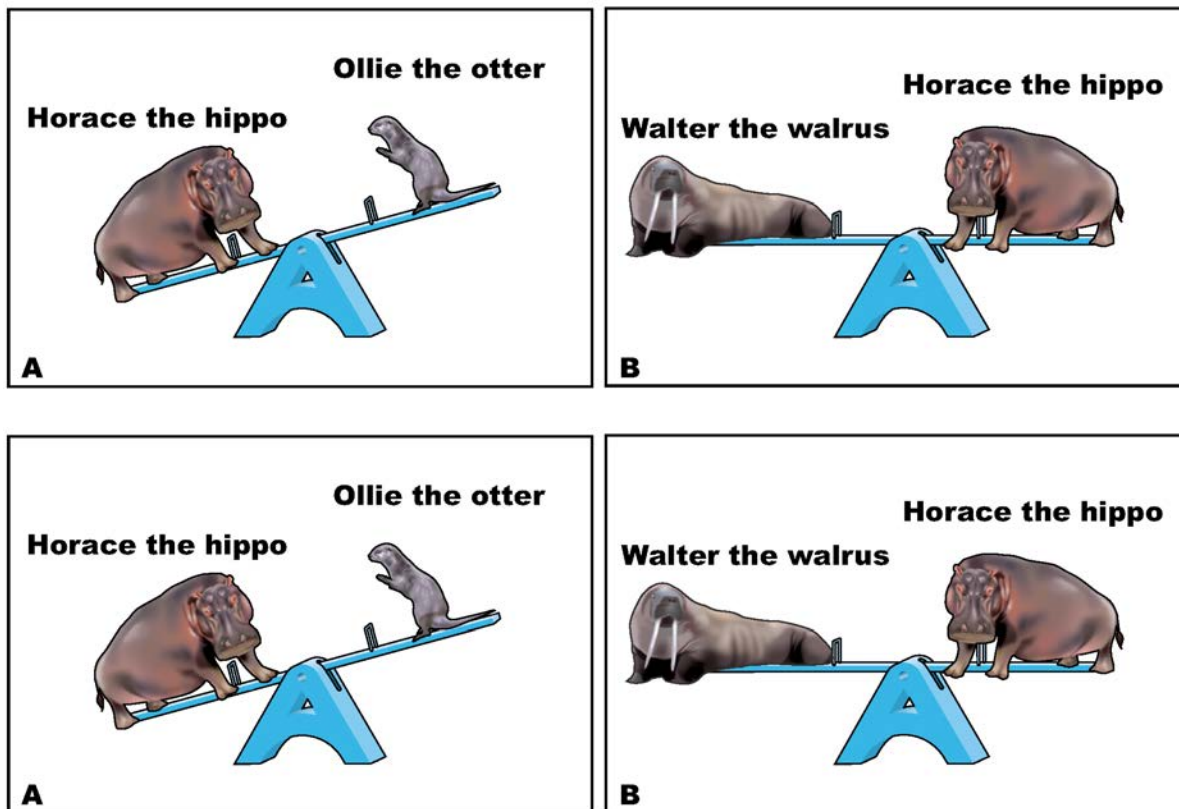 Ollie the otter
Horace the hippo
A
Horace the hippo
Walter the walrus
B
Ollie the otter
Horace the hippo
A
Horace the hippo
Walter the walrus
B